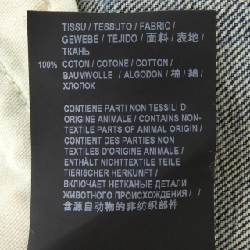 TISSU / TESSUTO / FABRIC /
GEWEBE / TEJIDO / 面料 / 表地 /
ТКАНЬ
100% COTON / COTONE / COTTON /
BAUMWOLLE / ALGODON / 棉 / 綿 /
ХЛОПОК
CONTIENE PARTI NON TESSILI DI
ORIGINE ANIMALE / CONTAINS NON-
TEXTILE PARTS OF ANIMAL ORIGIN /
CONTIENT DES PARTIES NON
TEXTILES D'ORIGINE ANIMALE /
ENTHÄLT NICHTTEXTILE TEILE
TIERISCHER HERKUNFT /
ВКЛЮЧАЕТ НЕТКАНЫЕ ДЕТАЛИ
ЖИВОТНОГО ПРОИСХОЖДЕНИЯ /
含源自动物的非纺织部件